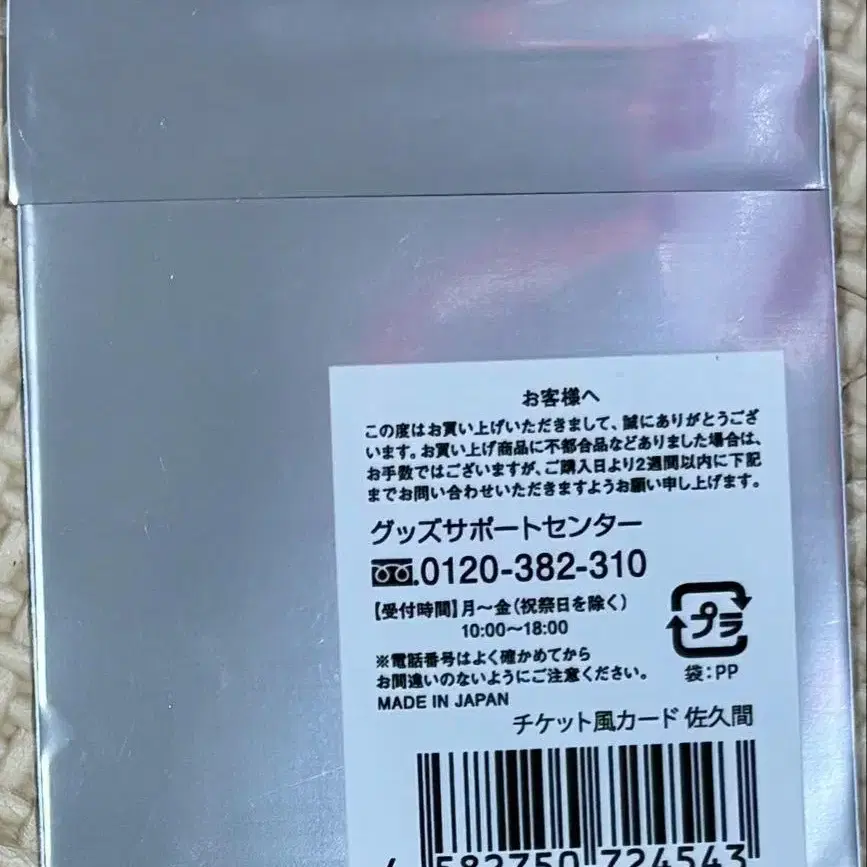 お客様へ
この度はお買い上げいただきまして、誠にありがとうござ
います。お買い上げ商品に不都合品などありました場合は、
お手数ではございますが、ご購入日より2週間以内に下記
までお問い合わせいただきますようお願い申し上げます。
グッズサポートセンター
0120-382-310
【受付時間】月〜金(祝祭日を除く)
10:00〜18:00
プラ
袋:PP
※電話番号はよく確かめてから
お間違いのないようにご注意ください。
MADE IN JAPAN
チケット風カード 佐久間
4 582750 724543